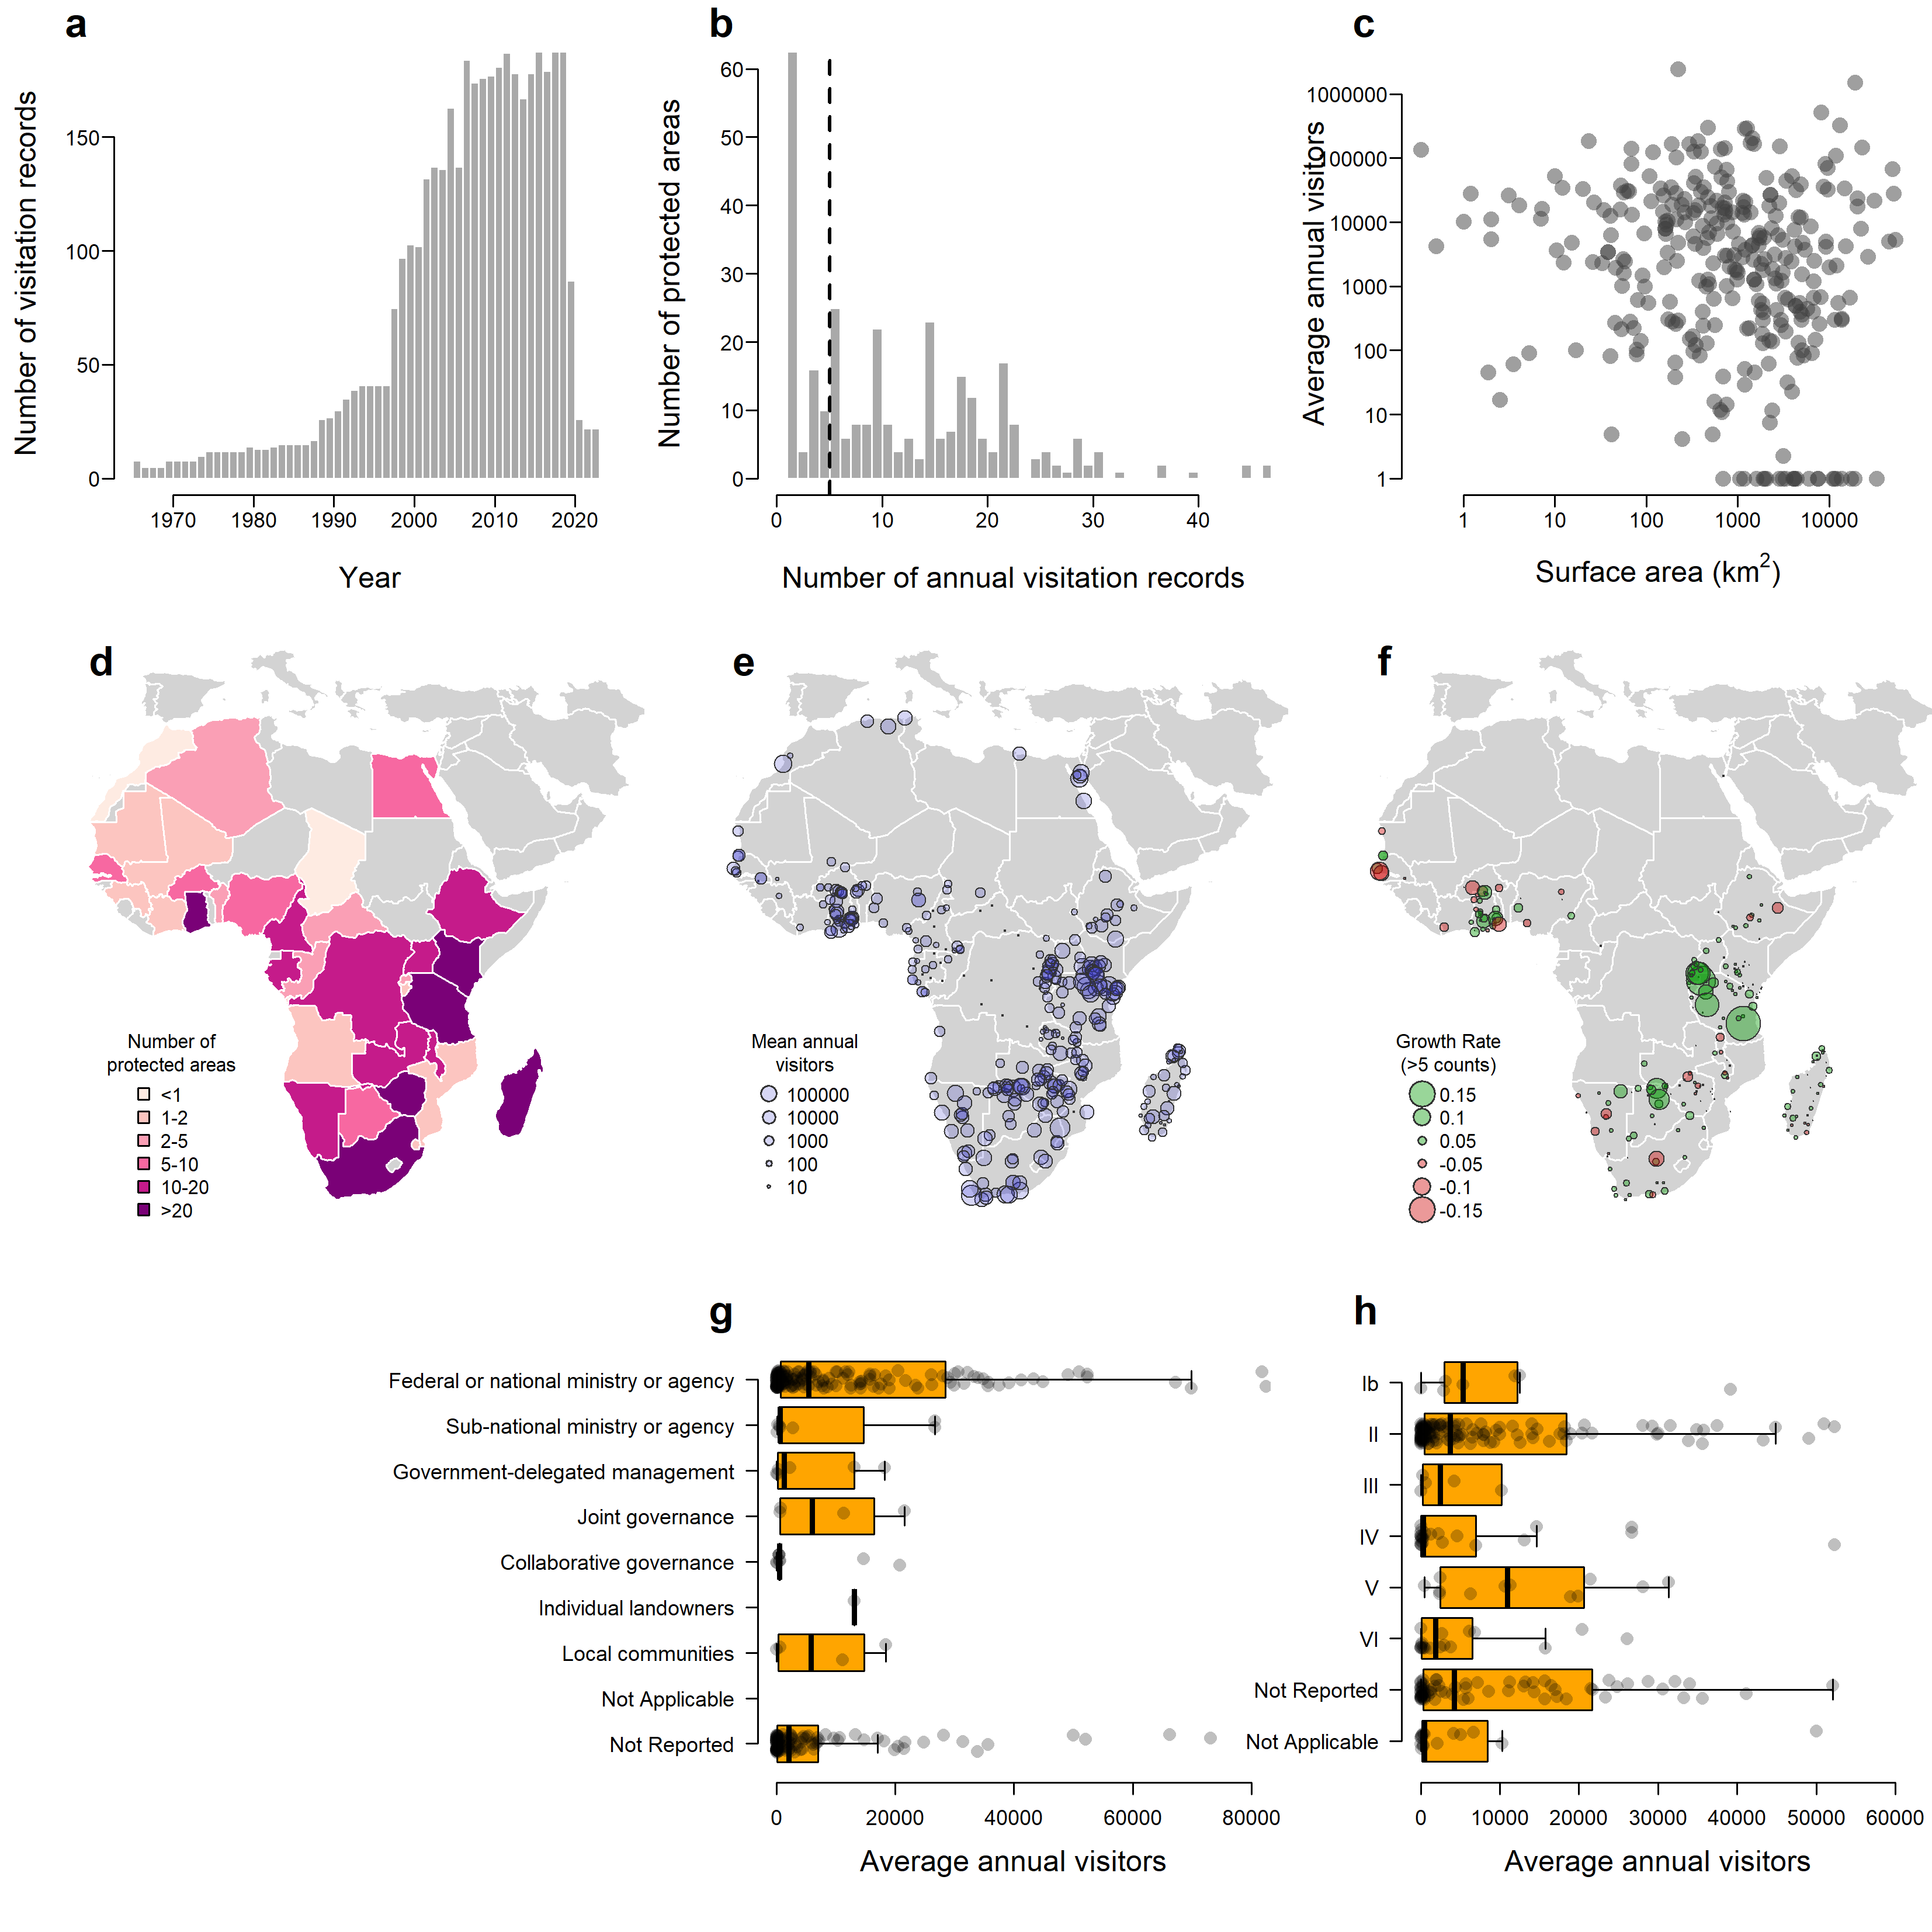 a
Number of visitation records
150
100
50
0
1970 1980 1990 2000 2010 2020
Year
b
Number of protected areas
60
50
40
30
20
10
0
0 10 20 30 40
Number of annual visitation records
c
Average annual visitors
1000000
100000
10000
1000
100
10
1
1 10 100 1000 10000
Surface area (km²)
d
Number of
protected areas
<1
1-2
2-5
5-10
10-20
>20
e
Mean annual
visitors
100000
10000
1000
100
10
f
Growth Rate
(>5 counts)
0.15
0.1
0.05
-0.05
-0.1
-0.15
g
Federal or national ministry or agency
Sub-national ministry or agency
Government-delegated management
Joint governance
Collaborative governance
Individual landowners
Local communities
Not Applicable
Not Reported
0 20000 40000 60000 80000
Average annual visitors
h
Ib
II
III
IV
V
VI
Not Reported
Not Applicable
0 10000 20000 30000 40000 50000 60000
Average annual visitors